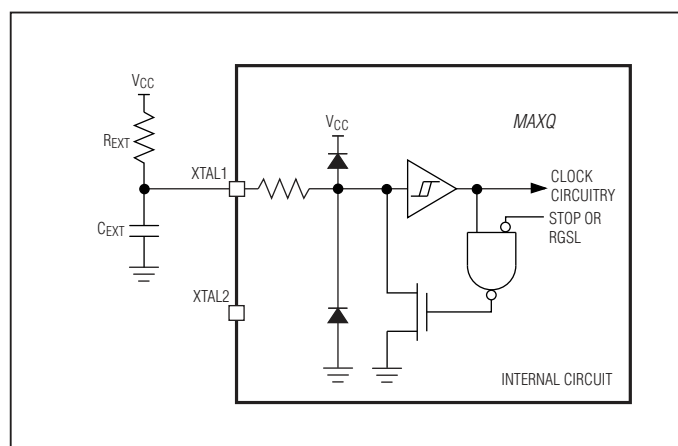 VCC
REXT
XTAL1
CEXT
XTAL2
VCC
MAXQ
CLOCK
CIRCUITRY
STOP OR
RGSL
INTERNAL CIRCUIT